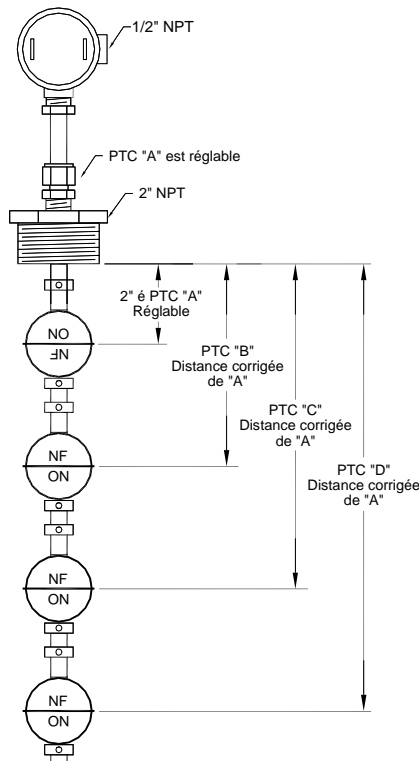 1/2" NPT
PTC "A" est réglable
2" NPT
2" é PTC "A"
Réglable
NO
NF
PTC "B"
Distance corrigée
de "A"
PTC "C"
Distance corrigée
de "A"
PTC "D"
Distance corrigée
de "A"
NF
ON
NF
ON
NF
ON